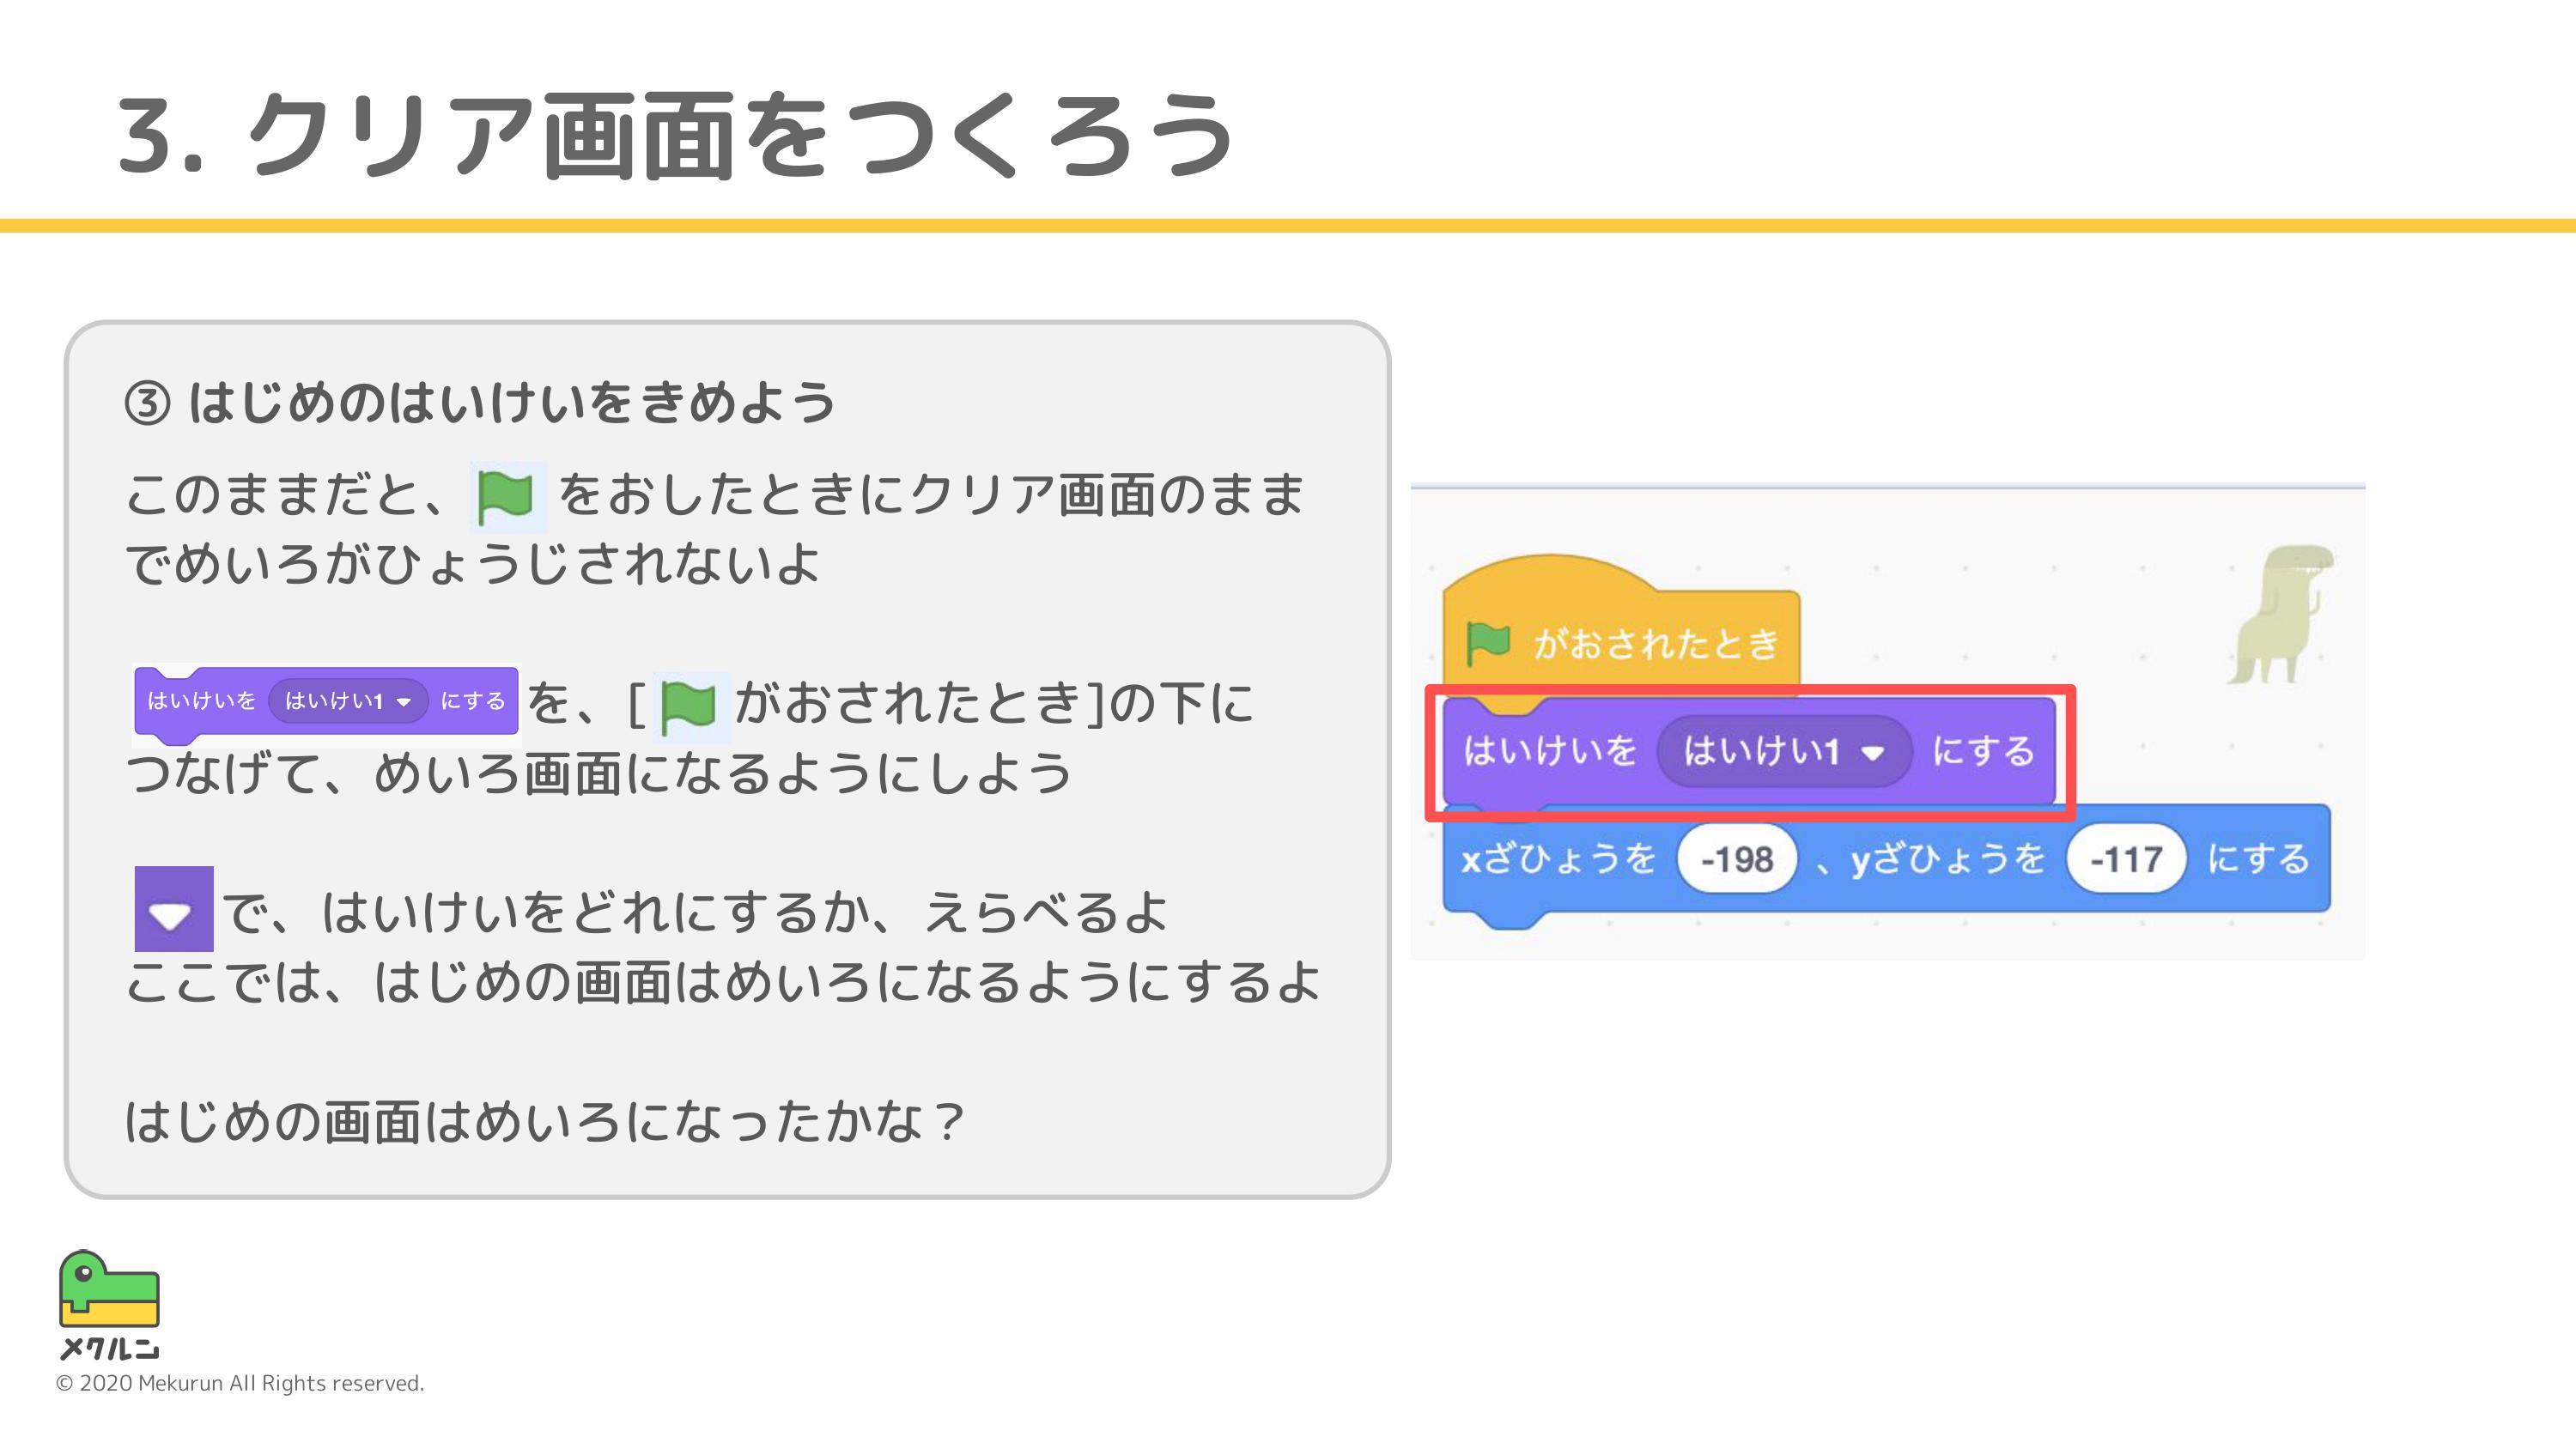 3. クリア画面をつくろう
③ はじめのはいけいをきめよう
このままだと、をおしたときにクリア画面のまま
でめいろがひょうじされないよ
はいけいを はいけい1 にする を、[がおされたとき]の下に
つなげて、めいろ画面になるようにしよう
で、はいけいをどれにするか、えらべるよ
ここでは、はじめの画面はめいろになるようにするよ
はじめの画面はめいろになったかな？
がおされたとき
はいけいを はいけい1 にする
xざひょうを -198 、yざひょうを -117 にする
メクルン
© 2020 Mekurun All Rights reserved.